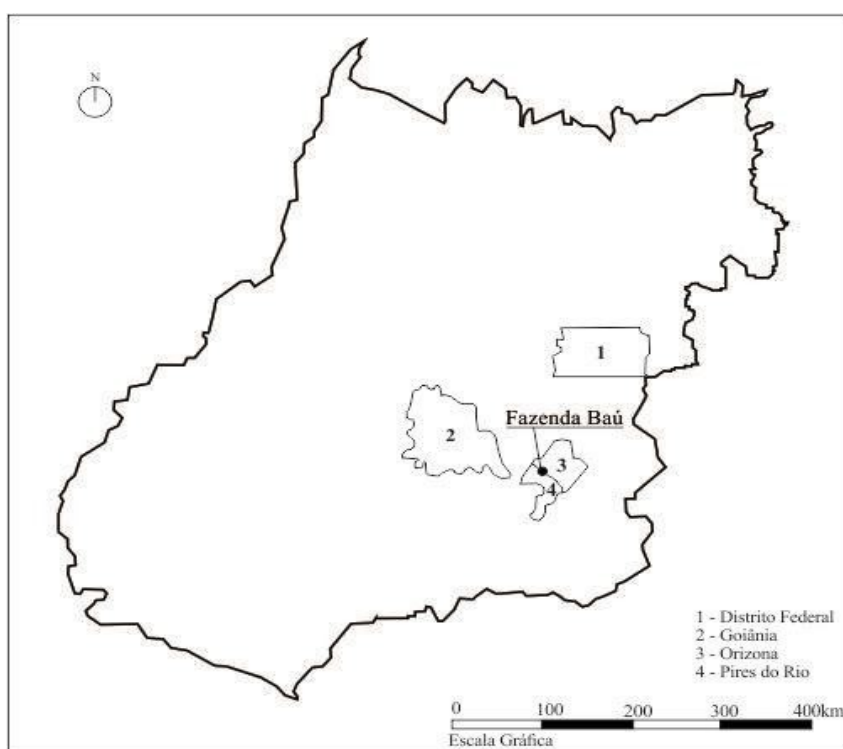 N
1
Fazenda Baú
2
3
4
1 - Distrito Federal
2 - Goiânia
3 - Orizona
4 - Pires do Rio
0 100 200 300 400km
Escala Gráfica